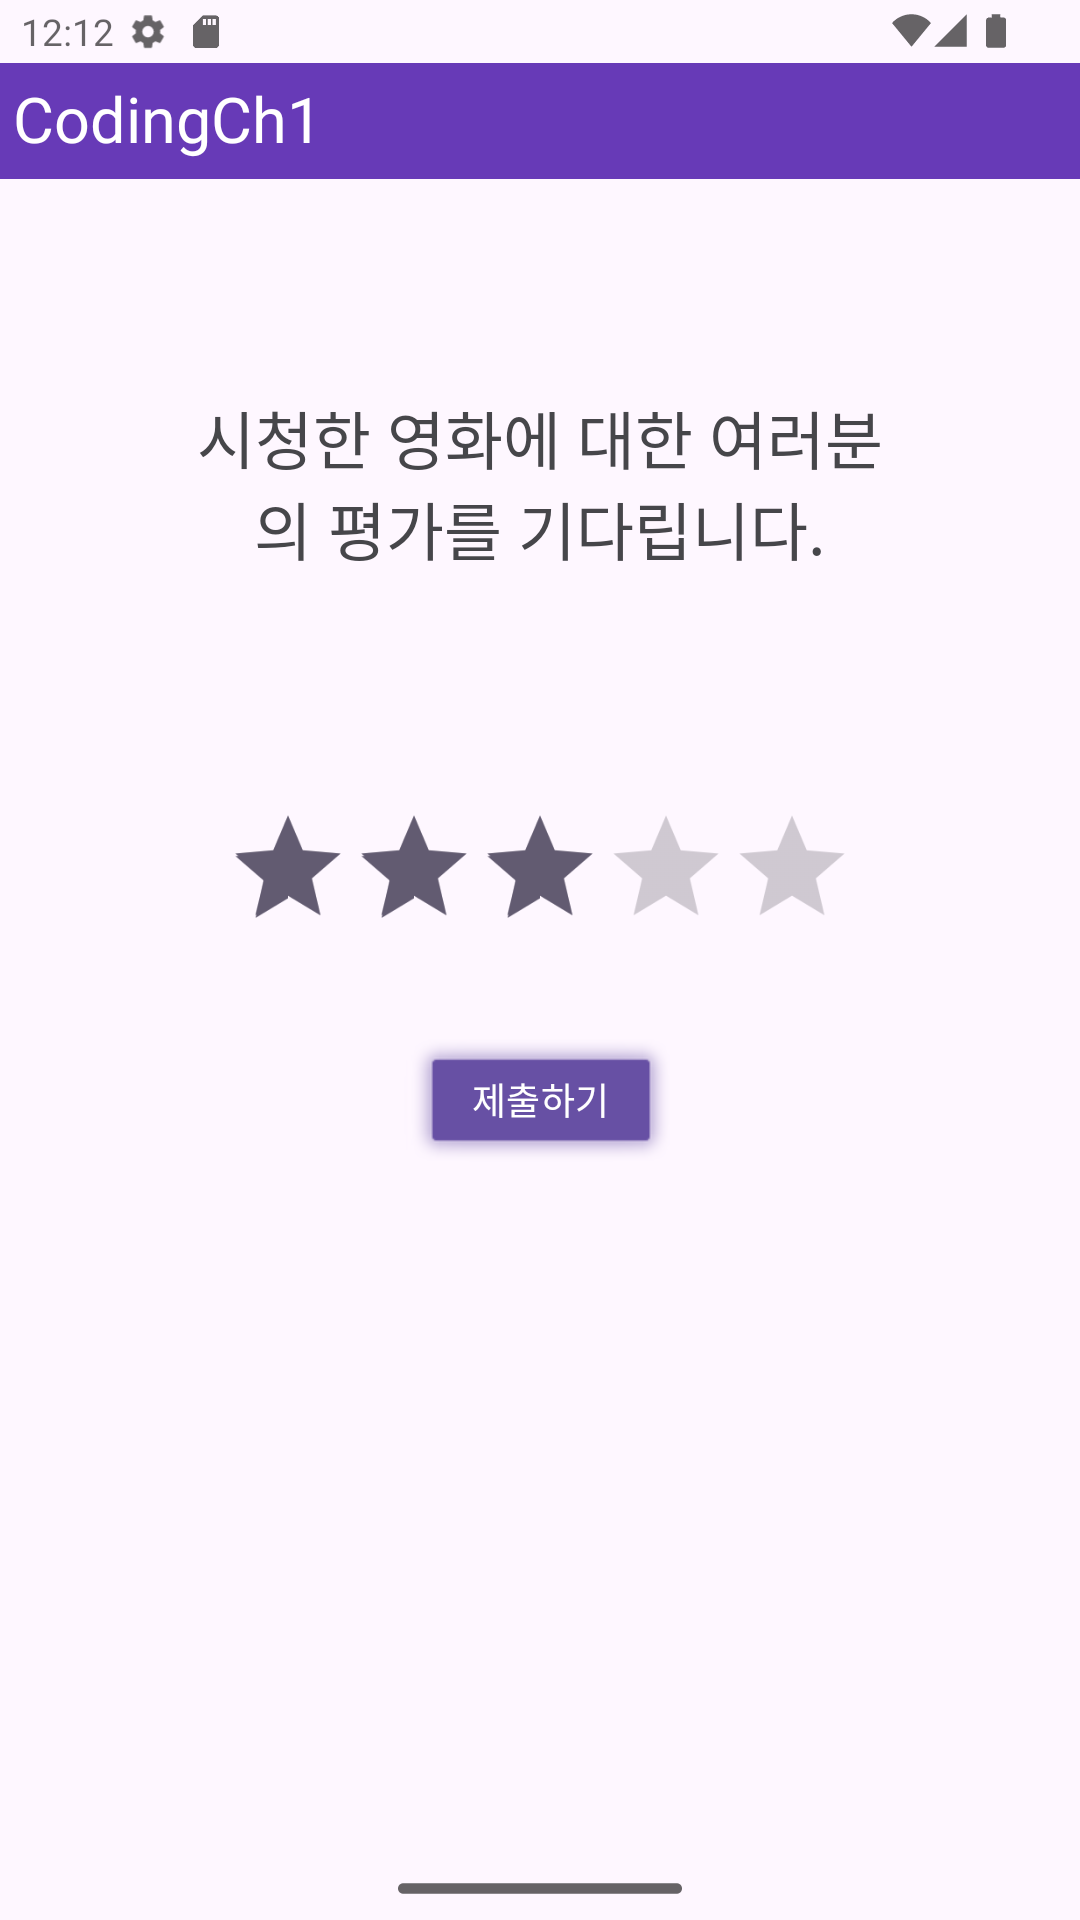 12:12
CodingCh1
시청한 영화에 대한 여러분
의 평가를 기다립니다.
제출하기